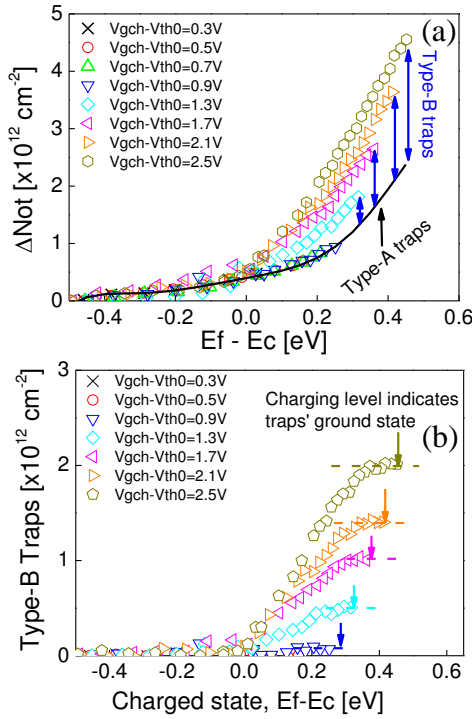 (a)
Vgch-Vth0=0.3V
Vgch-Vth0=0.5V
Vgch-Vth0=0.7V
Vgch-Vth0=0.9V
Vgch-Vth0=1.3V
Vgch-Vth0=1.7V
Vgch-Vth0=2.1V
Vgch-Vth0=2.5V
Type-B traps
Type-A traps
ΔNot [x10¹² cm⁻²]
5
4
3
2
1
0
-0.4 -0.2 0.0 0.2 0.4 0.6
Ef - Ec [eV]
Vgch-Vth0=0.3V
Vgch-Vth0=0.5V
Vgch-Vth0=0.9V
Vgch-Vth0=1.3V
Vgch-Vth0=1.7V
Vgch-Vth0=2.1V
Vgch-Vth0=2.5V
Charging level indicates
traps' ground state
(b)
Type-B Traps [x10¹² cm⁻²]
3
2
1
0
-0.4 -0.2 0.0 0.2 0.4 0.6
Charged state, Ef-Ec [eV]